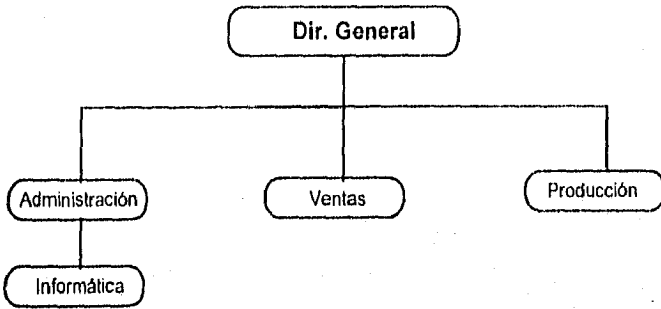 Dir. General
Administración
Ventas
Producción
Informática